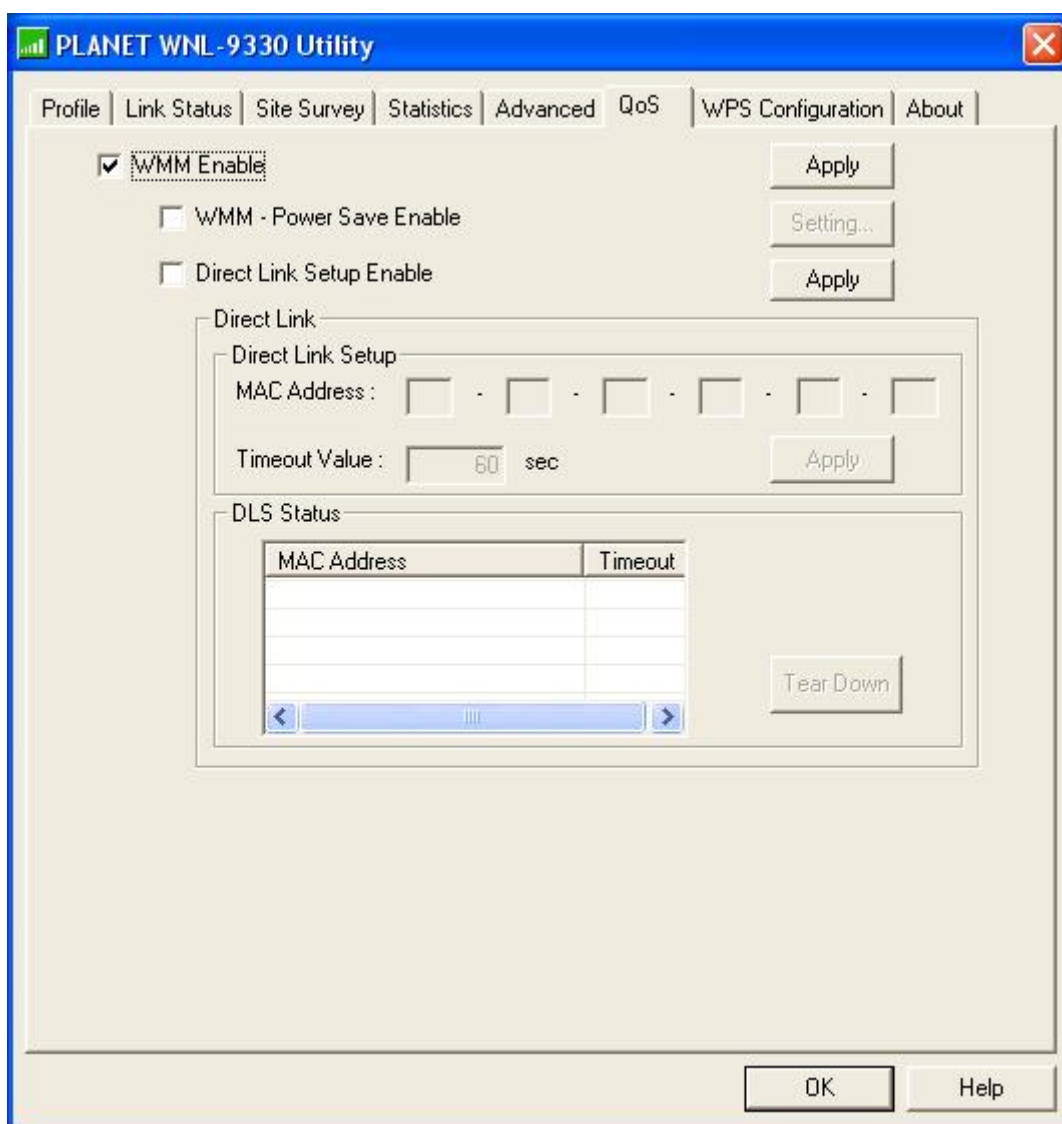 PLANET WNL-9330 Utility
Profile Link Status Site Survey Statistics Advanced QoS WPS Configuration About
WMM Enable Apply
WMM - Power Save Enable Setting...
Direct Link Setup Enable Apply
Direct Link
Direct Link Setup
MAC Address : - - - - -
Timeout Value : 60 sec Apply
DLS Status
MAC Address Timeout
Tear Down
OK Help